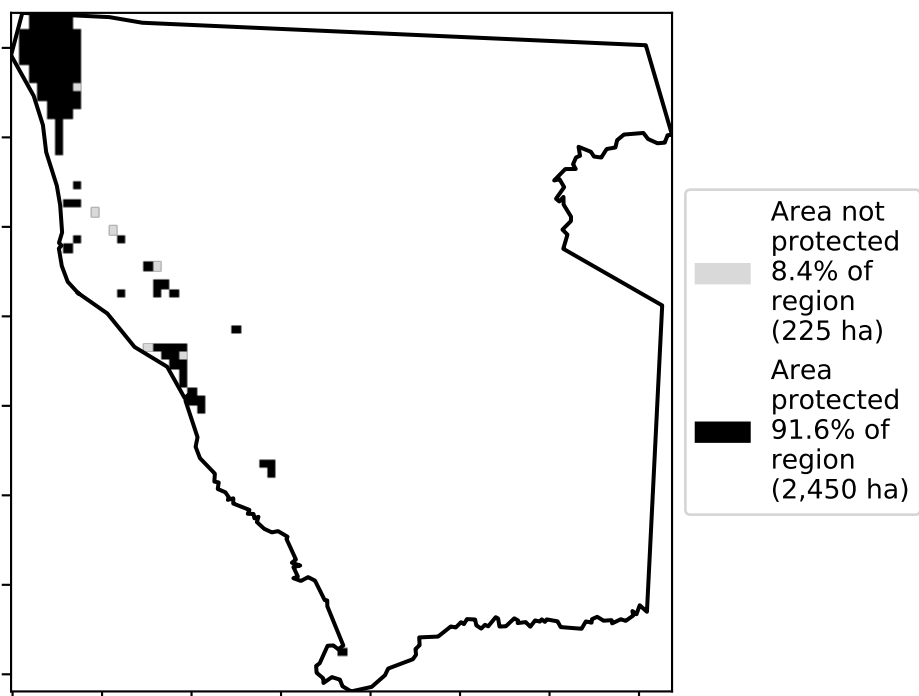 Area not
protected
8.4% of
region
(225 ha)
Area
protected
91.6% of
region
(2,450 ha)